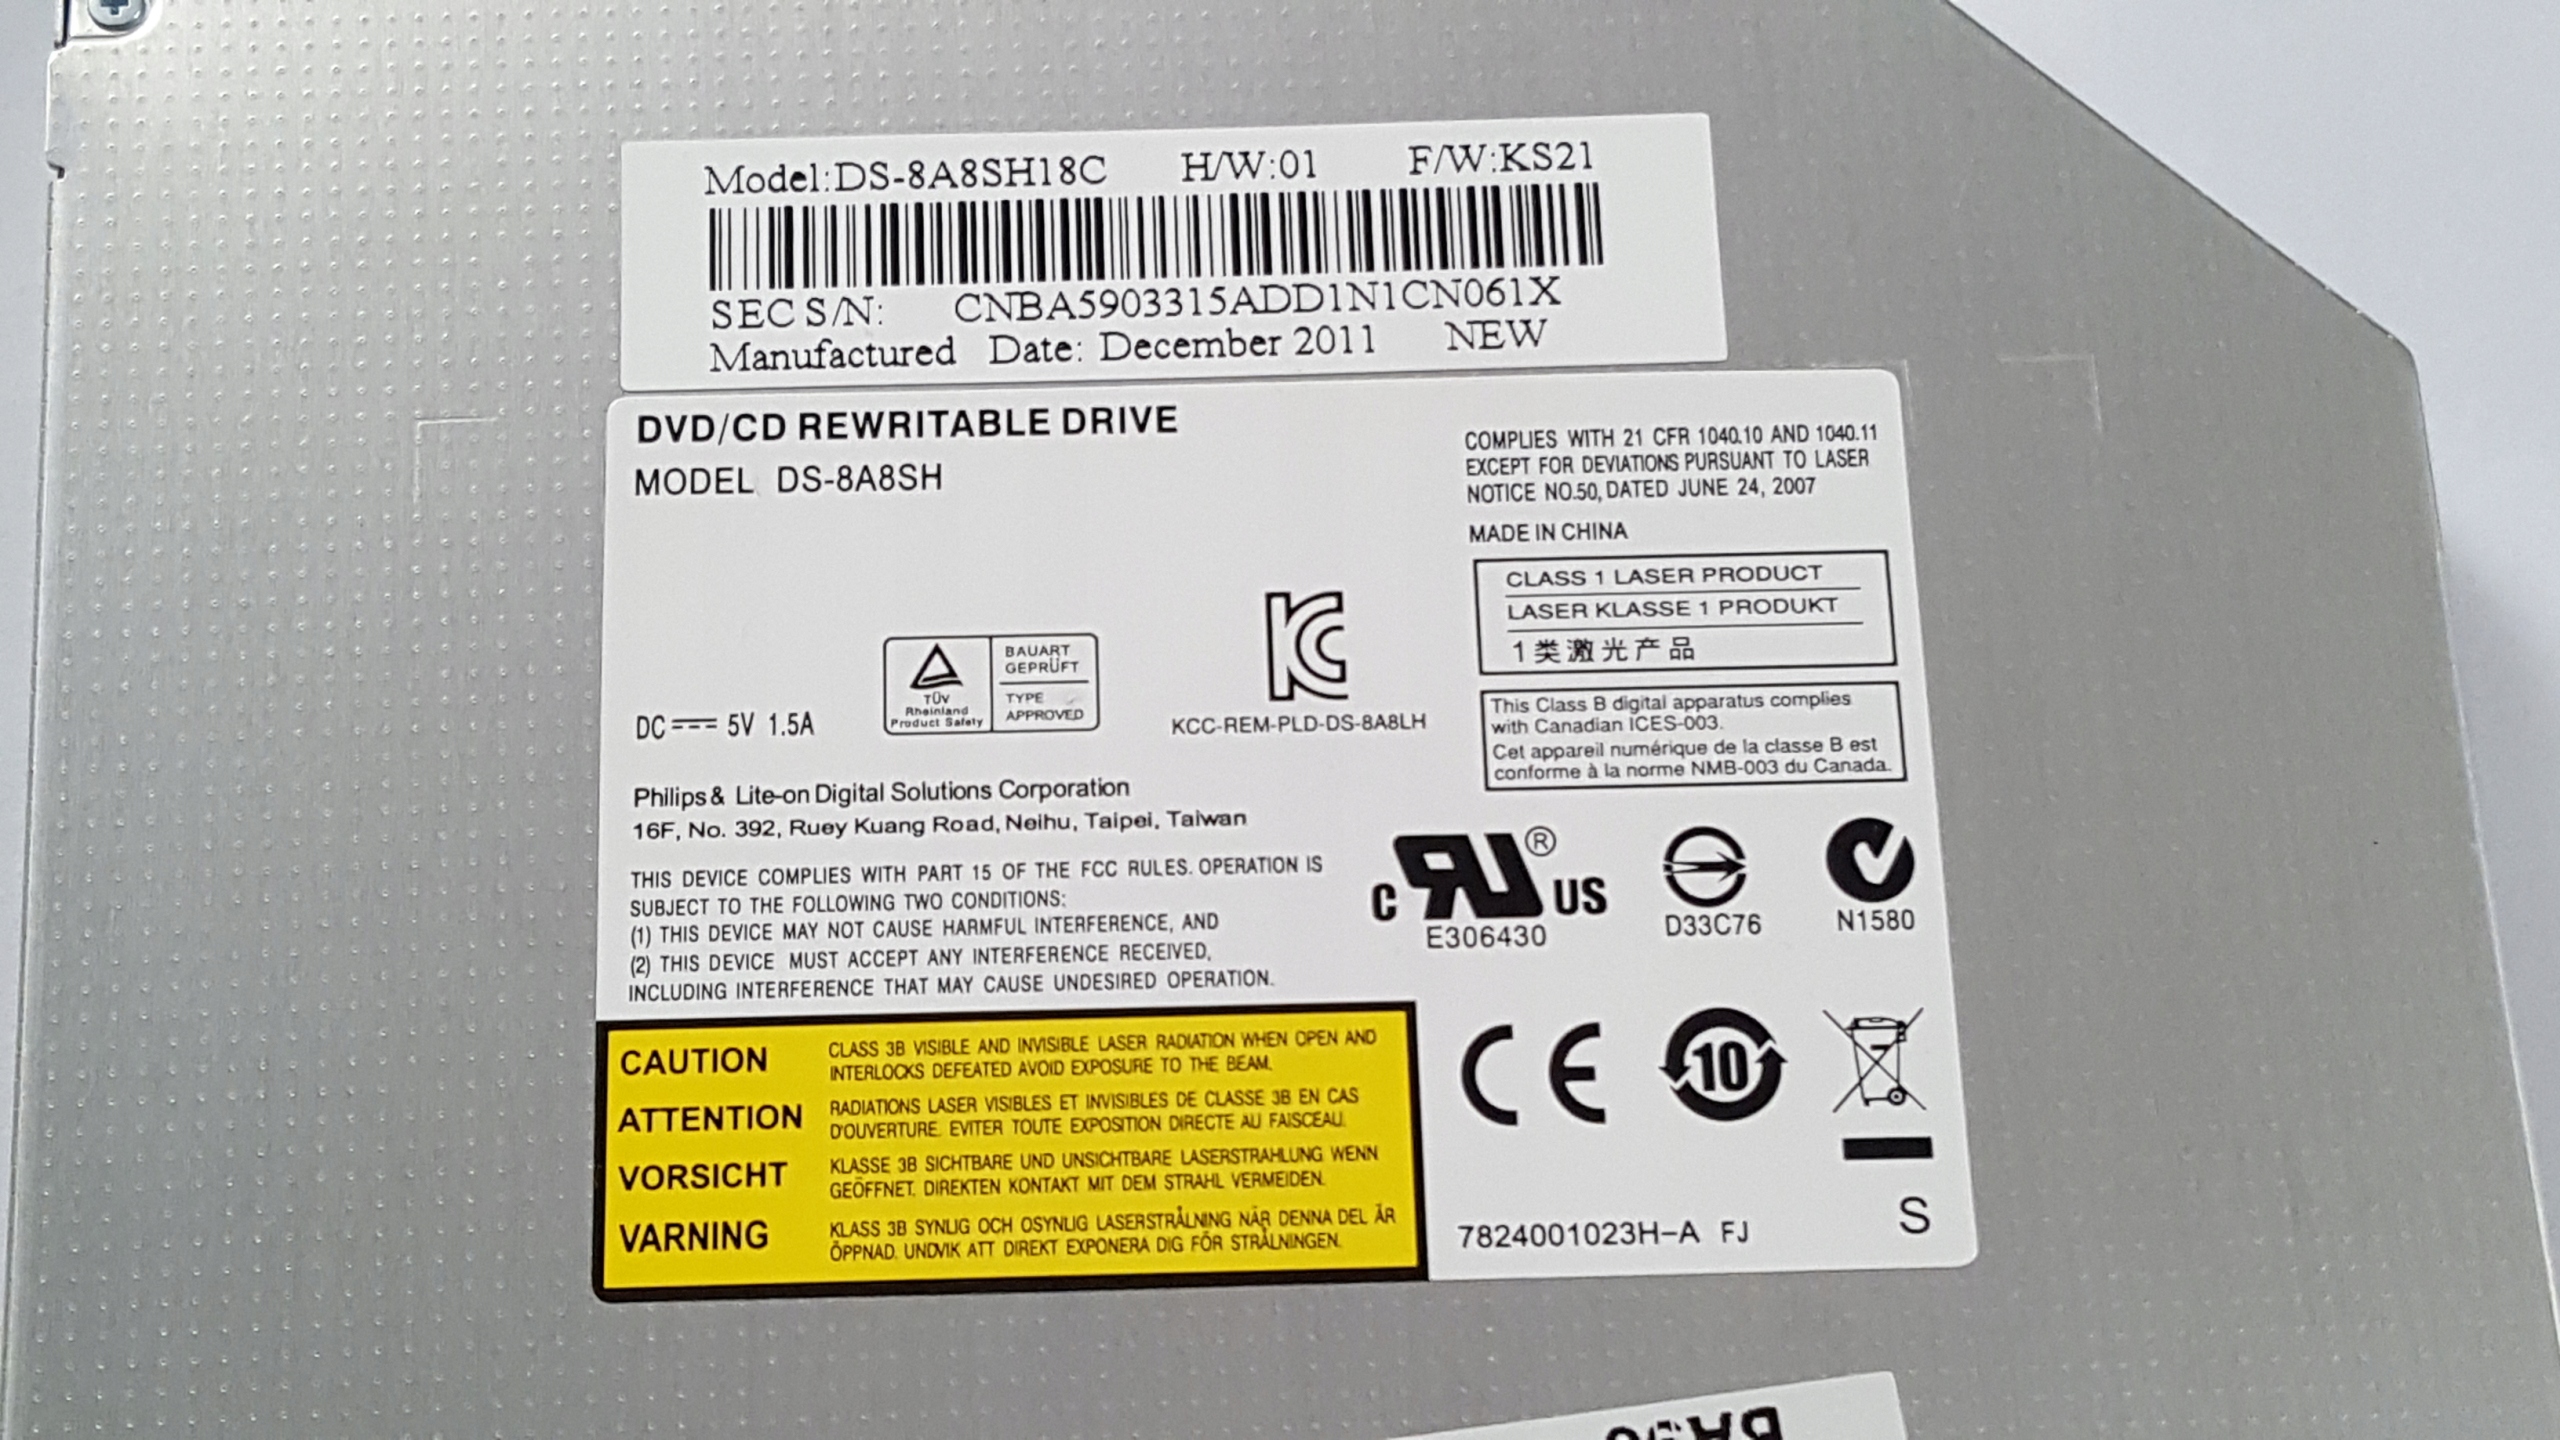 Model:DS-8A8SH18C H/W:01 F/W:KS21
SEC S/N: CNBA5903315ADD1N1CN061X
Manufactured Date: December 2011 NEW
DVD/CD REWRITABLE DRIVE
MODEL DS-8A8SH
COMPLIES WITH 21 CFR 1040.10 AND 1040.11
EXCEPT FOR DEVIATIONS PURSUANT TO LASER
NOTICE NO.50, DATED JUNE 24, 2007
MADE IN CHINA
CLASS 1 LASER PRODUCT
LASER KLASSE 1 PRODUKT
1类激光产品
This Class B digital apparatus complies
with Canadian ICES-003.
Cet appareil numérique de la classe B est
conforme à la norme NMB-003 du Canada.
DC 5V 1.5A
TÜV
Rheinland
Product Safety
BAUART
GEPRÜFT
TYPE
APPROVED
KC
KCC-REM-PLD-DS-8A8LH
Philips & Lite-on Digital Solutions Corporation
16F, No. 392, Ruey Kuang Road, Neihu, Taipei, Taiwan
THIS DEVICE COMPLIES WITH PART 15 OF THE FCC RULES. OPERATION IS
SUBJECT TO THE FOLLOWING TWO CONDITIONS:
(1) THIS DEVICE MAY NOT CAUSE HARMFUL INTERFERENCE, AND
(2) THIS DEVICE MUST ACCEPT ANY INTERFERENCE RECEIVED,
INCLUDING INTERFERENCE THAT MAY CAUSE UNDESIRED OPERATION.
C RU ® US
E306430
D33C76
N1580
CAUTION CLASS 3B VISIBLE AND INVISIBLE LASER RADIATION WHEN OPEN AND
INTERLOCKS DEFEATED AVOID EXPOSURE TO THE BEAM.
ATTENTION RADIATIONS LASER VISIBLES ET INVISIBLES DE CLASSE 3B EN CAS
D'OUVERTURE. EVITER TOUTE EXPOSITION DIRECTE AU FAISCEAU.
VORSICHT KLASSE 3B SICHTBARE UND UNSICHTBARE LASERSTRAHLUNG WENN
GEÖFFNET. DIREKTEN KONTAKT MIT DEM STRAHL VERMEIDEN.
VARNING KLASS 3B SYNLIG OCH OSYNLIG LASERSTRÅLNING NÄR DENNA DEL ÄR
ÖPPNAD. UNDVIK ATT DIREKT EXPONERA DIG FÖR STRÅLNINGEN.
CE
10
7824001023H-A FJ
S